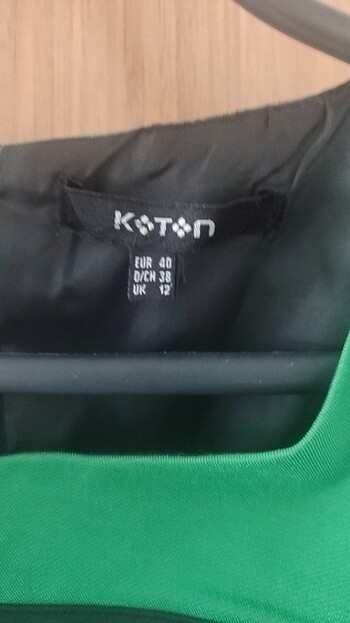 KOTON
EUR 40
D/CH 38
UK 12